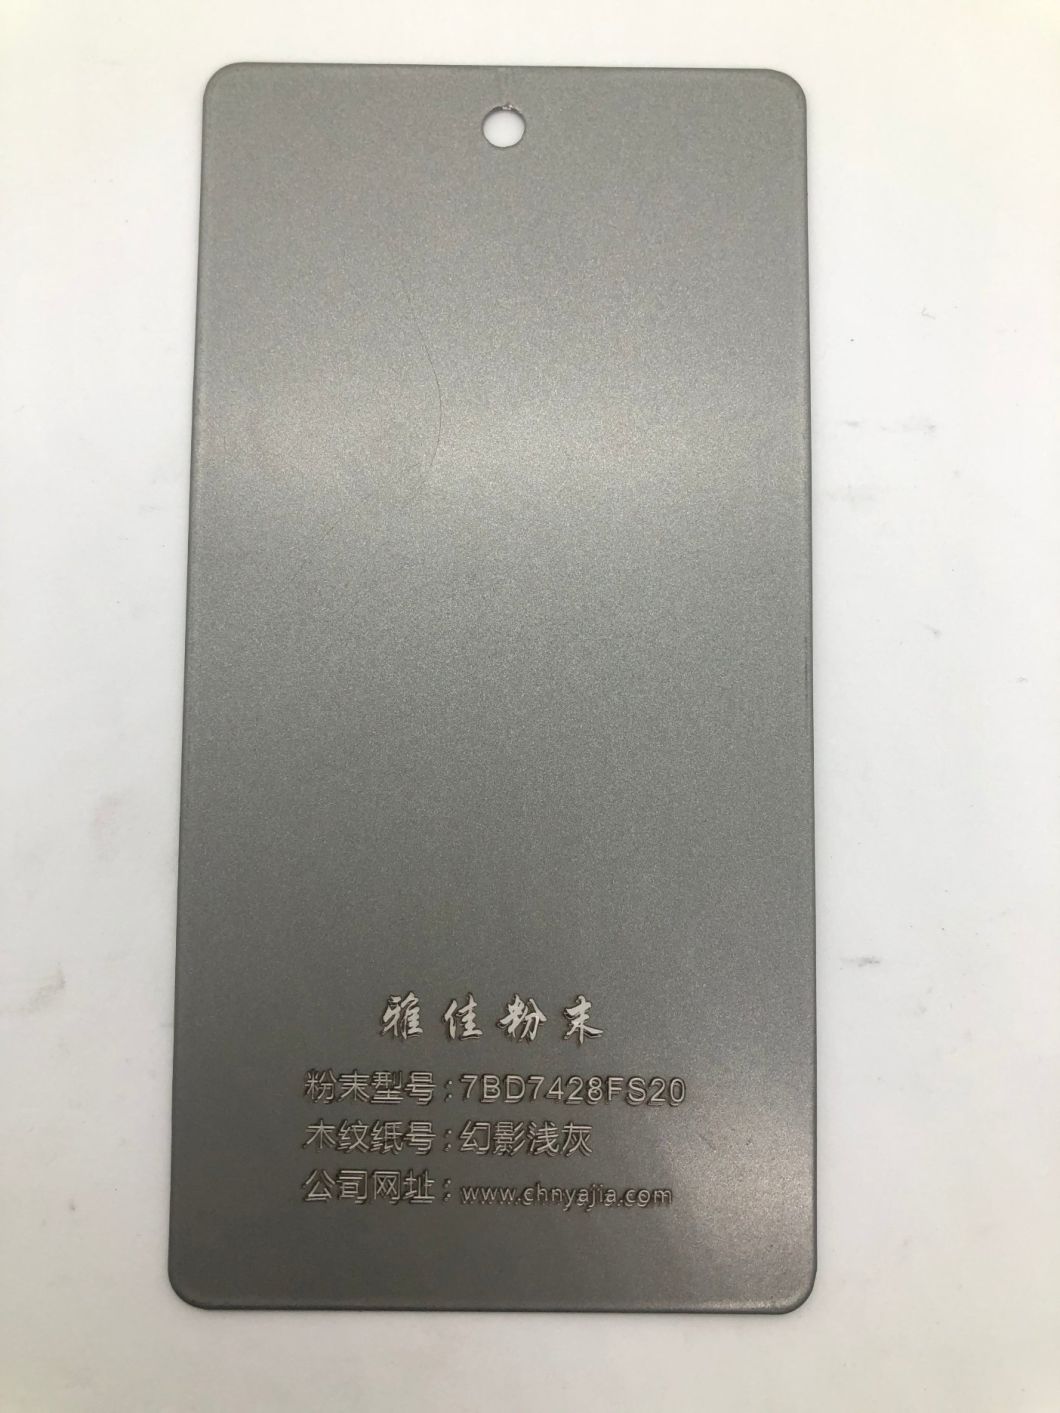 雅佳粉末
粉末型号:7BD7428FS20
木纹纸号:幻影浅灰
公司网址:www.chnyajia.com